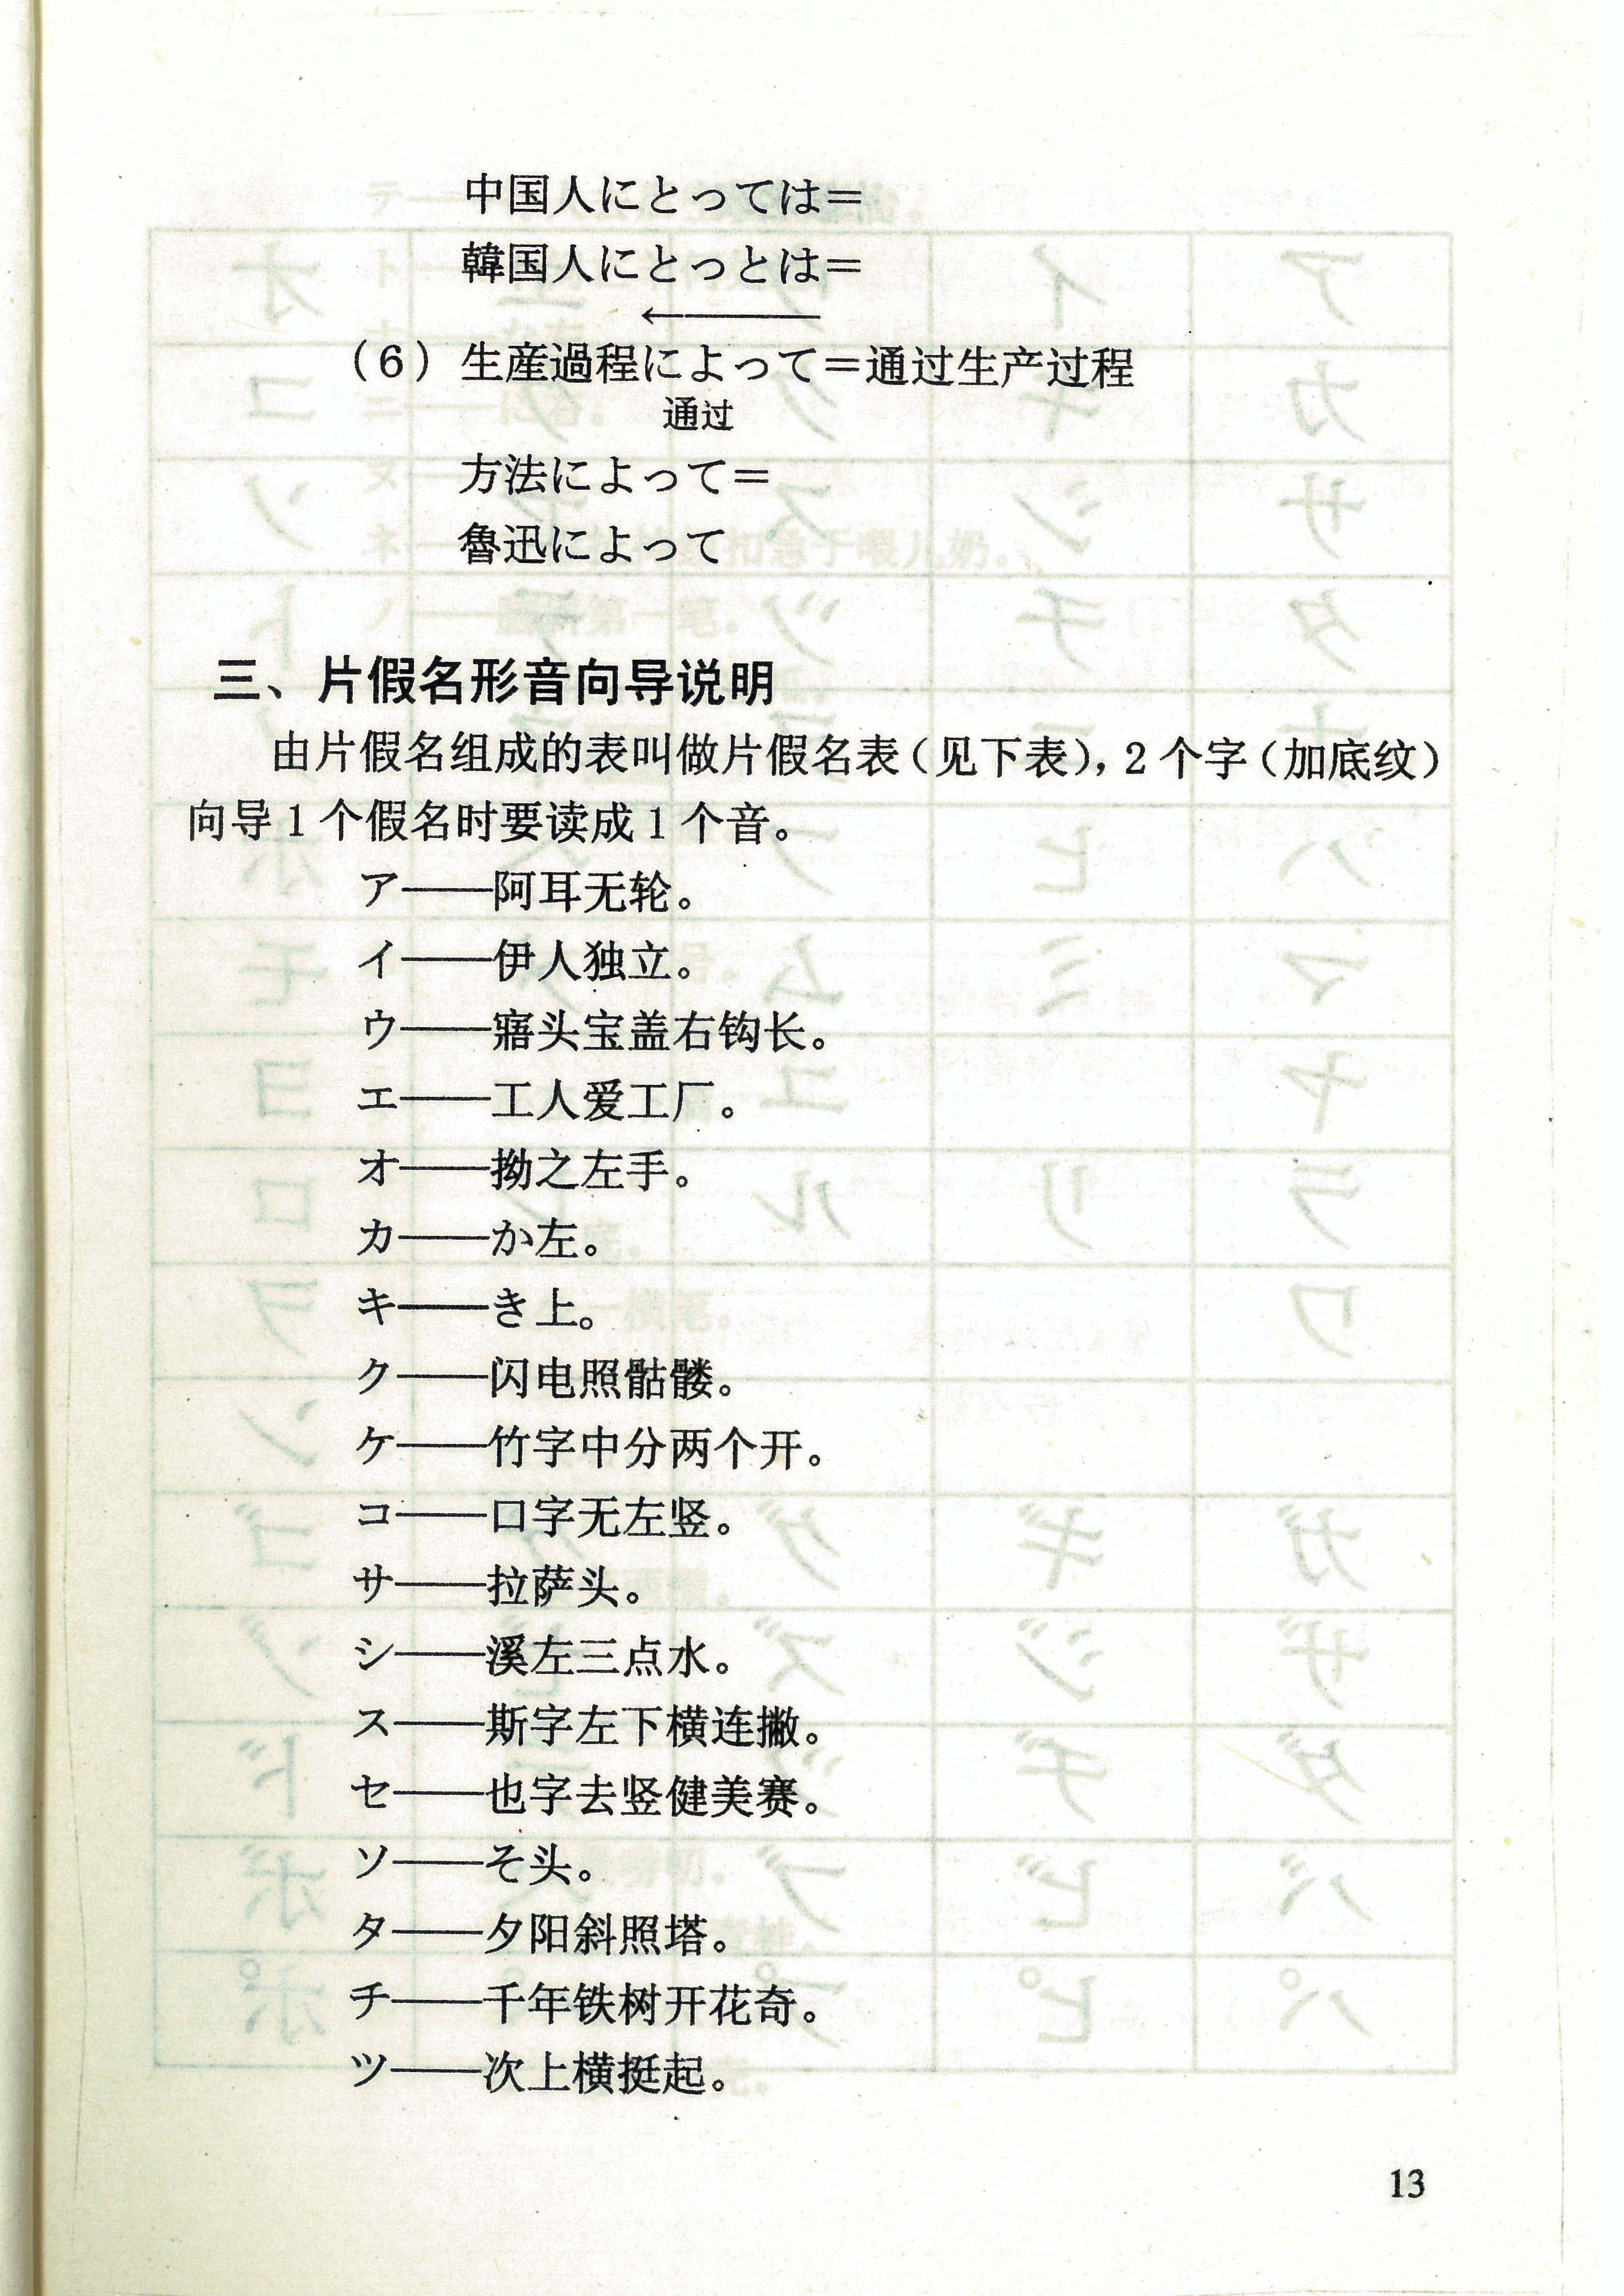 中国人にとっては＝
韓国人にとっとは＝
←
（6）生産過程によって＝通过生产过程
通过
方法によって＝
魯迅によって
三、片假名形音向导说明
由片假名组成的表叫做片假名表（见下表），2个字（加底纹）
向导1个假名时要读成1个音。
ア——阿耳无轮。
イ——伊人独立。
ウ——寤头宝盖右钩长。
エ——工人爱工厂。
オ——拗之左手。
カ——か左。
キ——き上。
ク——闪电照骷髅。
ケ——竹字中分两个开。
コ——口字无左竖。
サ——拉萨头。
シ——溪左三点水。
ス——斯字左下横连撇。
セ——也字去竖健美赛。
ソ——そ头。
タ——夕阳斜照塔。
チ——千年铁树开花奇。
ツ——次上横挺起。
13